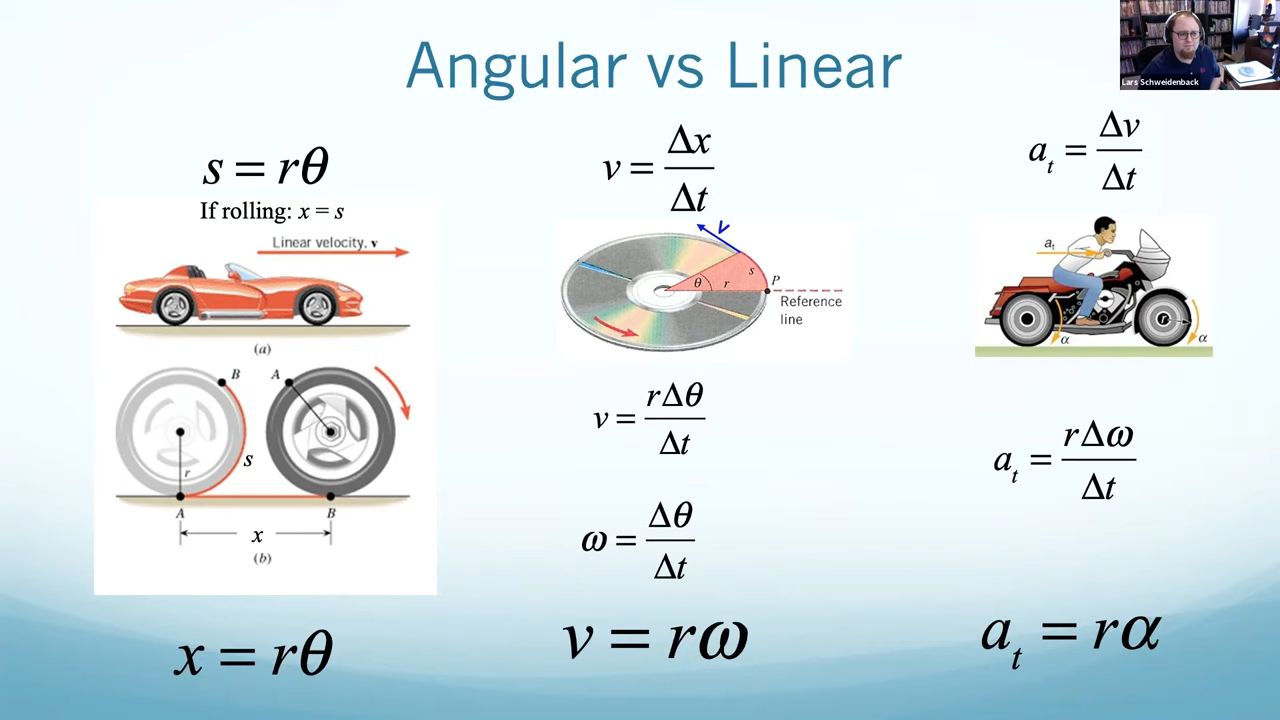 Angular vs Linear
Lars Schweidenback
s = rθ
If rolling: x = s
Linear velocity, v
(a)
B
A
s
r
A
B
x
(b)
x = rθ
v = Δx/Δt
v
s
θ
r
P
Reference
line
v = rΔθ/Δt
ω = Δθ/Δt
v = rω
a_t = Δv/Δt
a_t
r
α
α
a_t = rΔω/Δt
a_t = rα